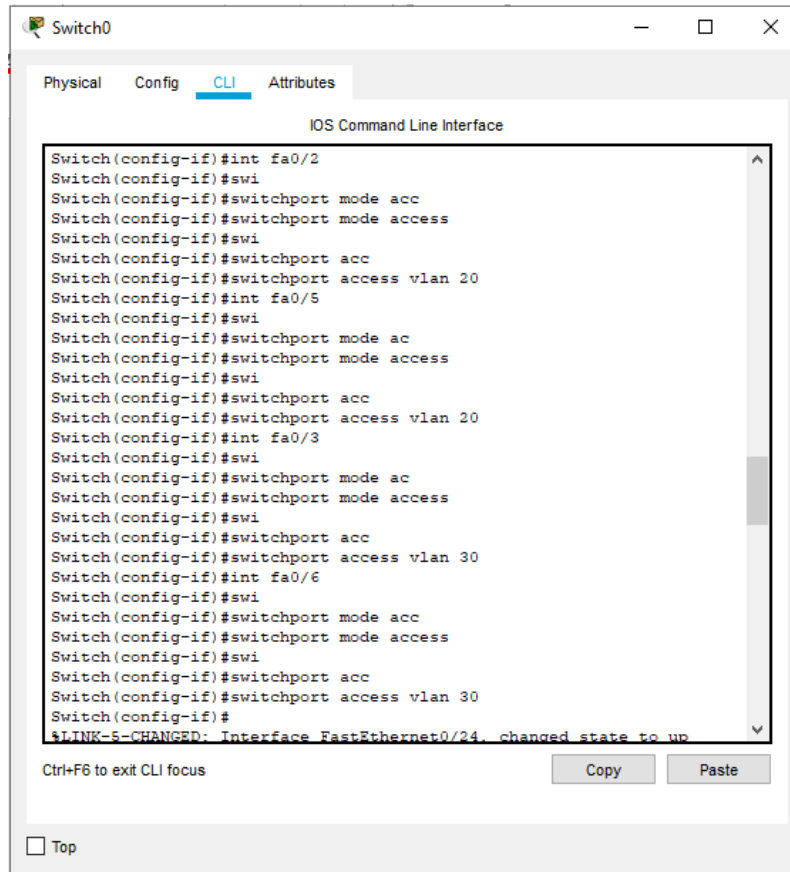 Switch0
Physical Config CLI Attributes
IOS Command Line Interface
Switch(config-if)#int fa0/2
Switch(config-if)#swi
Switch(config-if)#switchport mode acc
Switch(config-if)#switchport mode access
Switch(config-if)#swi
Switch(config-if)#switchport acc
Switch(config-if)#switchport access vlan 20
Switch(config-if)#int fa0/5
Switch(config-if)#swi
Switch(config-if)#switchport mode ac
Switch(config-if)#switchport mode access
Switch(config-if)#swi
Switch(config-if)#switchport acc
Switch(config-if)#switchport access vlan 20
Switch(config-if)#int fa0/3
Switch(config-if)#swi
Switch(config-if)#switchport mode ac
Switch(config-if)#switchport mode access
Switch(config-if)#swi
Switch(config-if)#switchport acc
Switch(config-if)#switchport access vlan 30
Switch(config-if)#int fa0/6
Switch(config-if)#swi
Switch(config-if)#switchport mode acc
Switch(config-if)#switchport mode access
Switch(config-if)#swi
Switch(config-if)#switchport acc
Switch(config-if)#switchport access vlan 30
Switch(config-if)#
%LINK-5-CHANGED: Interface FastEthernet0/24, changed state to up
Ctrl+F6 to exit CLI focus Copy Paste
Top